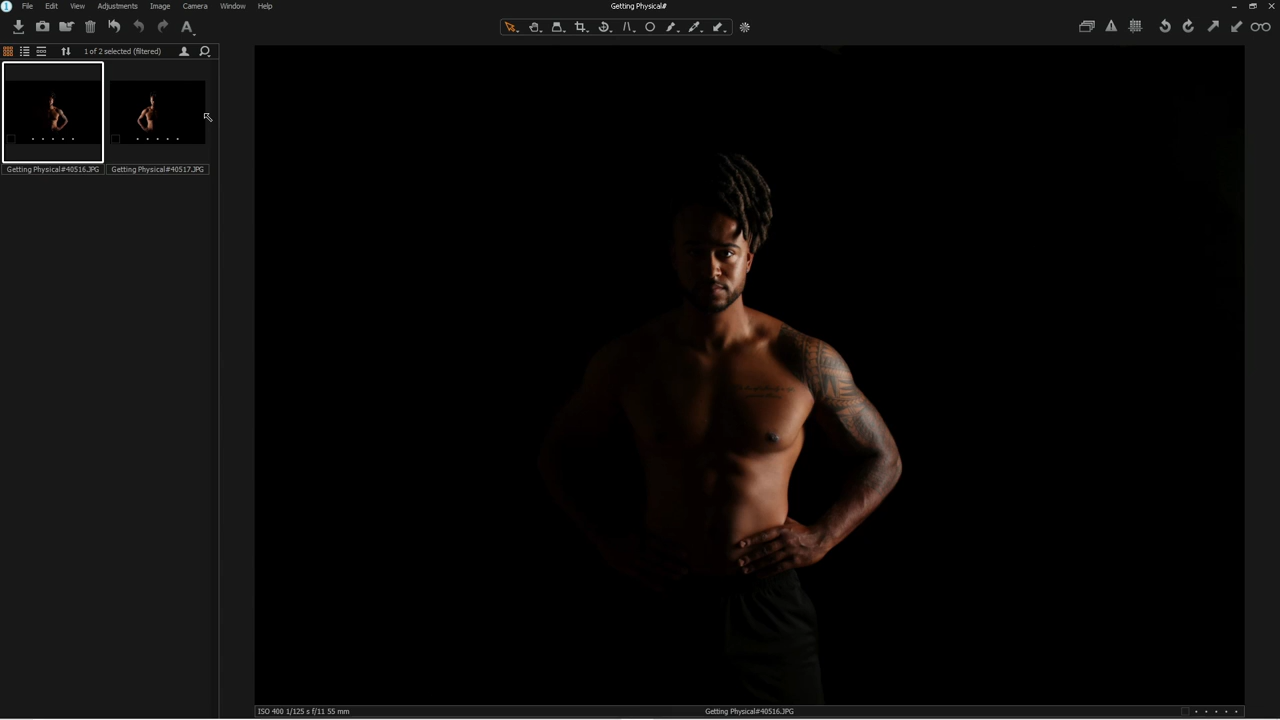 Getting Physical#
File Edit View Adjustments Image Camera Window Help
A
1 of 2 selected (filtered)
Getting Physical#40516.JPG Getting Physical#40517.JPG
ISO 400 1/125 s f/11 55 mm Getting Physical#40516.JPG